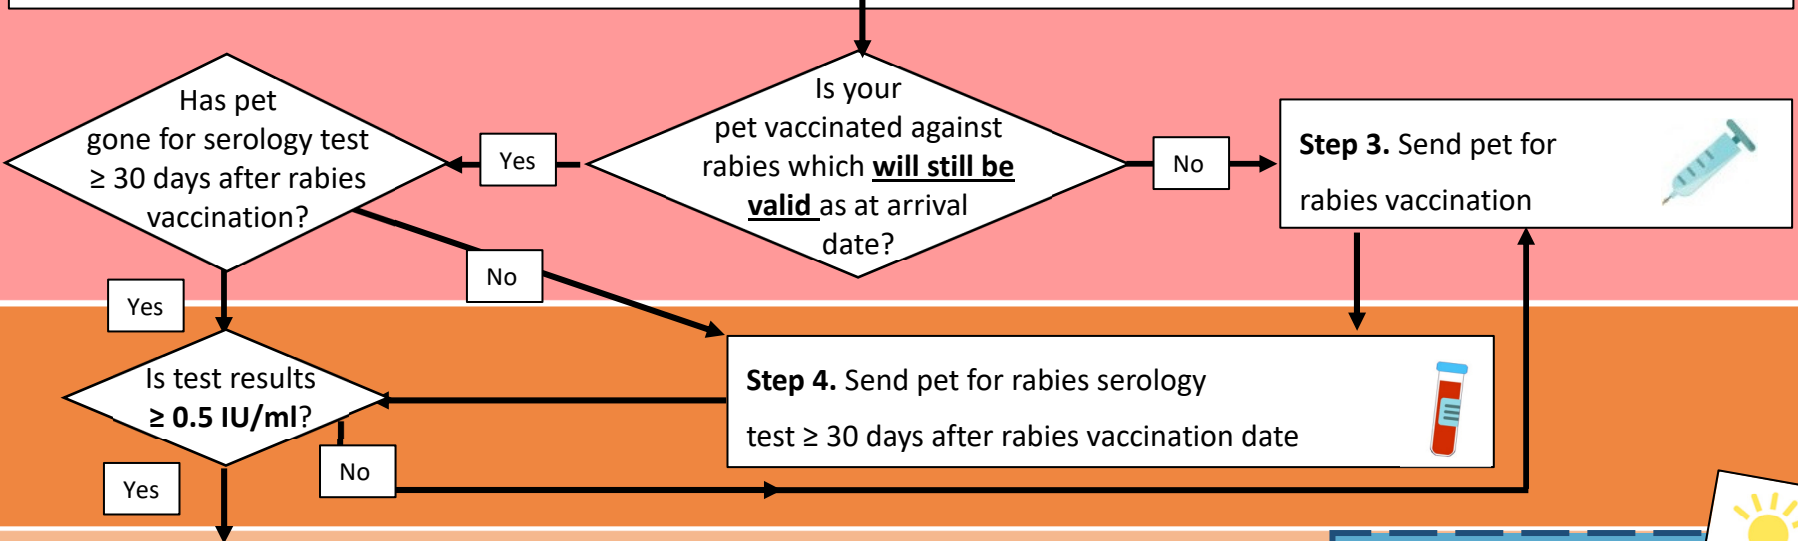 Has pet
gone for serology test
≥ 30 days after rabies
vaccination?
Yes
Is your
pet vaccinated against
rabies which will still be
valid as at arrival
date?
No
Step 3. Send pet for
rabies vaccination
No
Yes
Is test results
≥ 0.5 IU/ml?
Step 4. Send pet for rabies serology
test ≥ 30 days after rabies vaccination date
No
Yes